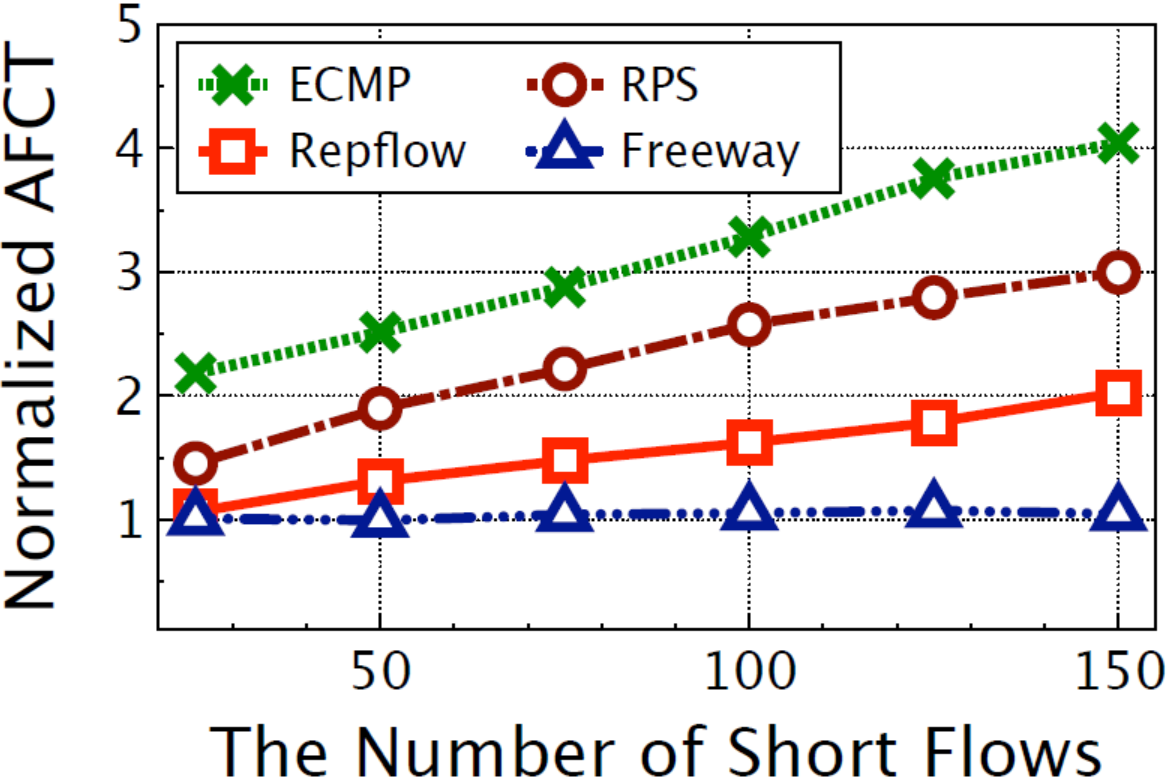 Normalized AFCT
5
4
3
2
1
ECMP
RPS
Repflow
Freeway
50
100
150
The Number of Short Flows